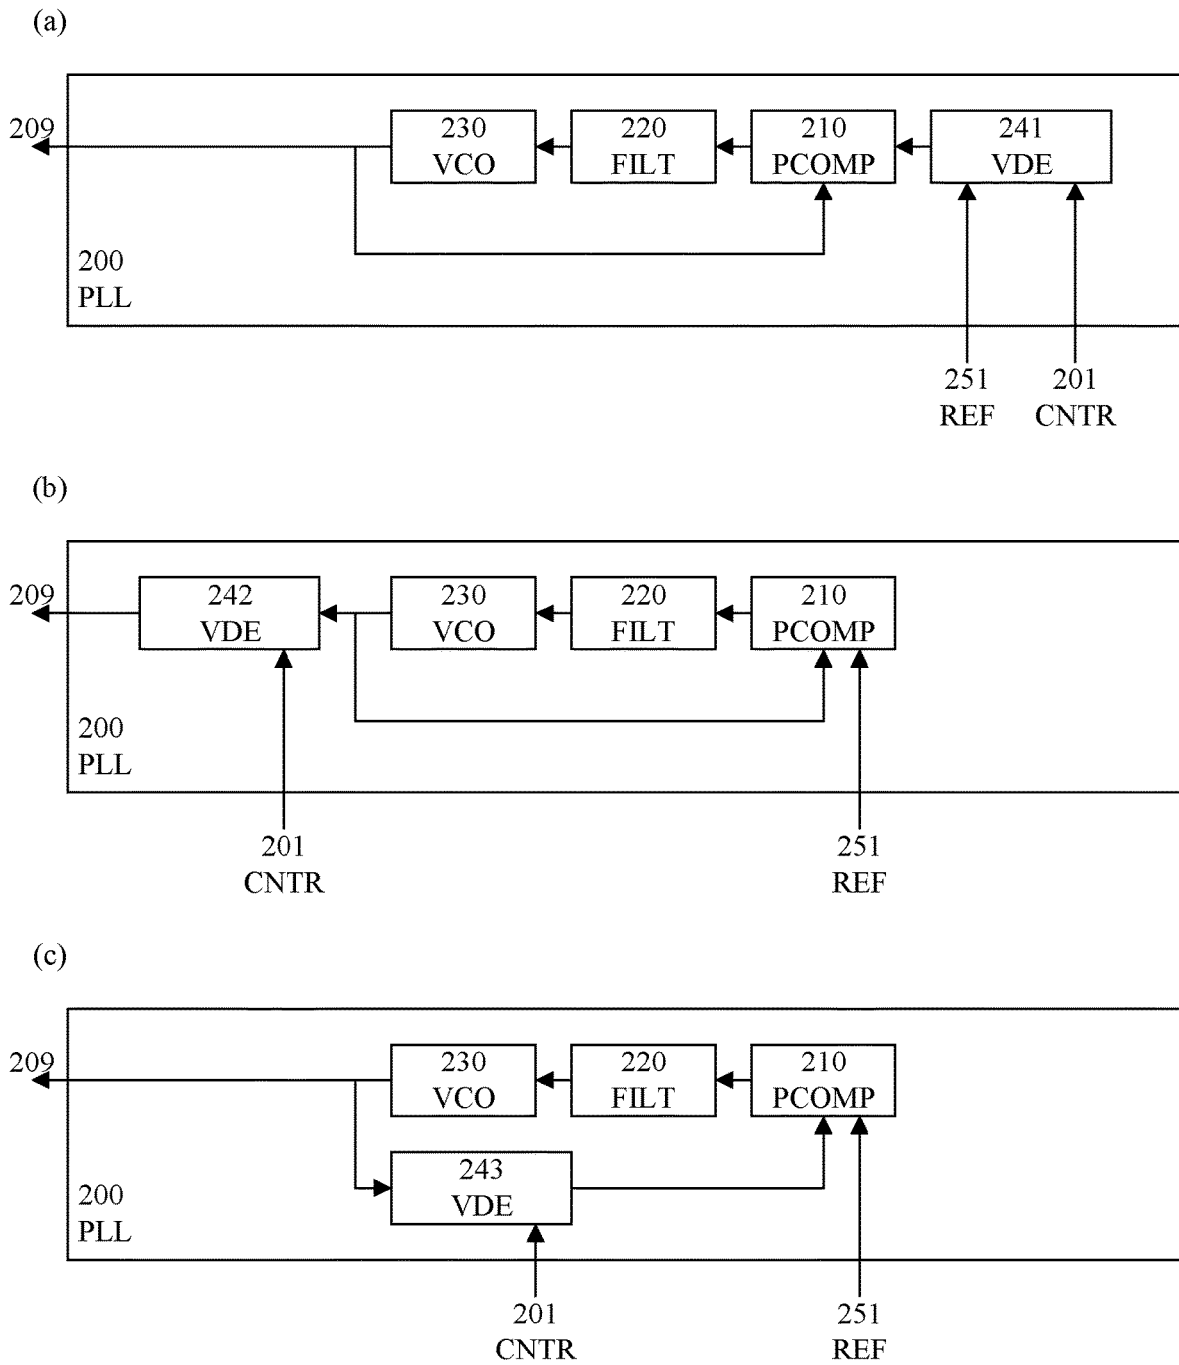 (a)
209
230
VCO
220
FILT
210
PCOMP
241
VDE
200
PLL
251
REF
201
CNTR
(b)
209
242
VDE
230
VCO
220
FILT
210
PCOMP
200
PLL
201
CNTR
251
REF
(c)
209
230
VCO
220
FILT
210
PCOMP
243
VDE
200
PLL
201
CNTR
251
REF